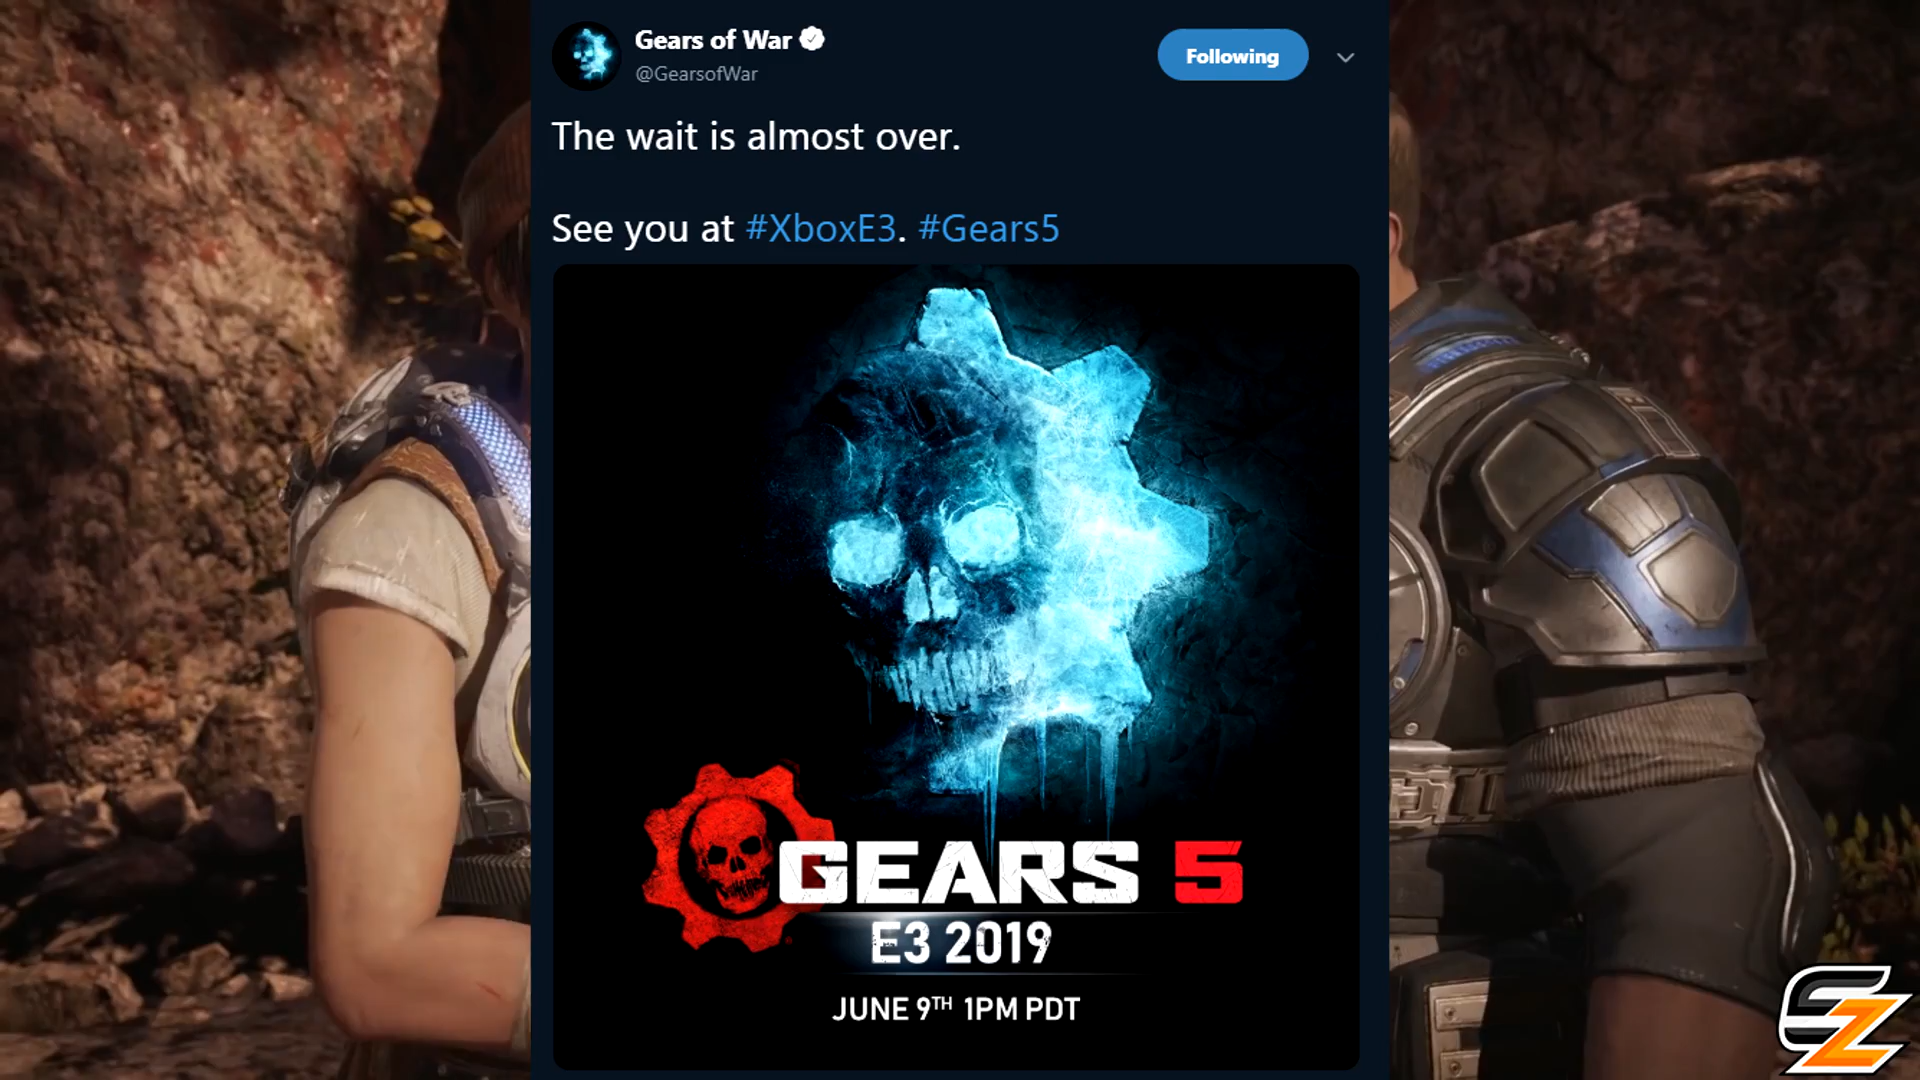 Gears of War
@GearsofWar
Following
The wait is almost over.
See you at #XboxE3. #Gears5
GEARS 5
E3 2019
JUNE 9TH 1PM PDT
SZ